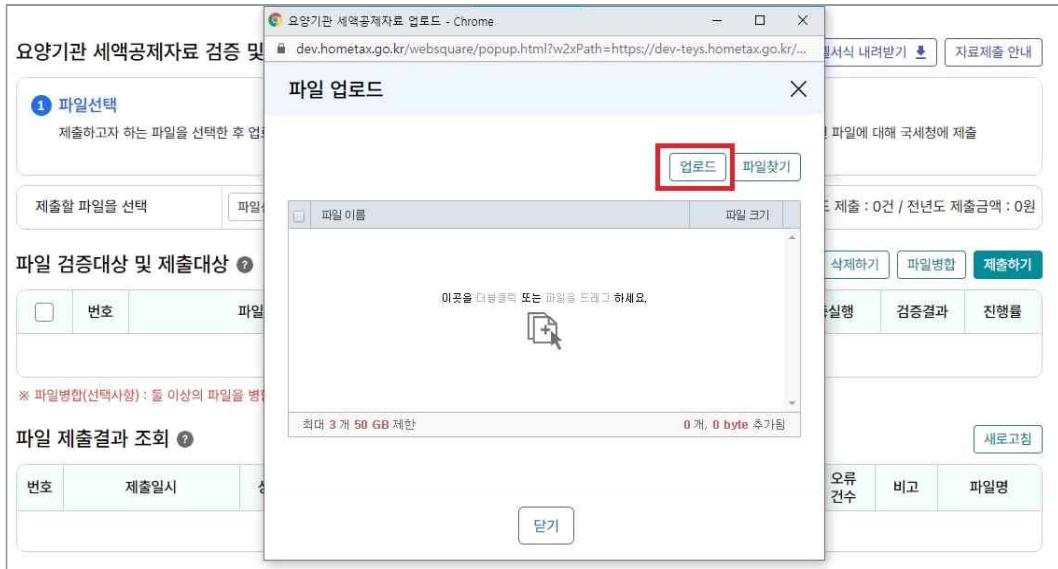 요양기관 세액공제자료 업로드 - Chrome
dev.hometax.go.kr/websquare/popup.html?w2xPath=https://dev-teys.hometax.go.kr/...
요양기관 세액공제자료 검증 및
내려받기
자료제출 안내
파일 업로드
1 파일선택
제출하고자 하는 파일을 선택한 후
파일에 대해 국세청에 제출
업로드
파일찾기
제출할 파일을 선택
제출 : 0건 / 전년도 제출금액 : 0원
파일 이름
파일 크기
파일 검증대상 및 제출대상 ?
삭제하기
파일병합
제출하기
이곳을 더블클릭 또는 파일을 드래그 하세요.
번호
파일
실행
검증결과
진행률
※ 파일병합(선택사항) : 둘 이상의 파일을
최대 3 개 50 GB 제한
0 개, 0 byte 추가됨
파일 제출결과 조회 ?
새로고침
번호
제출일시
오류
건수
비고
파일명
닫기